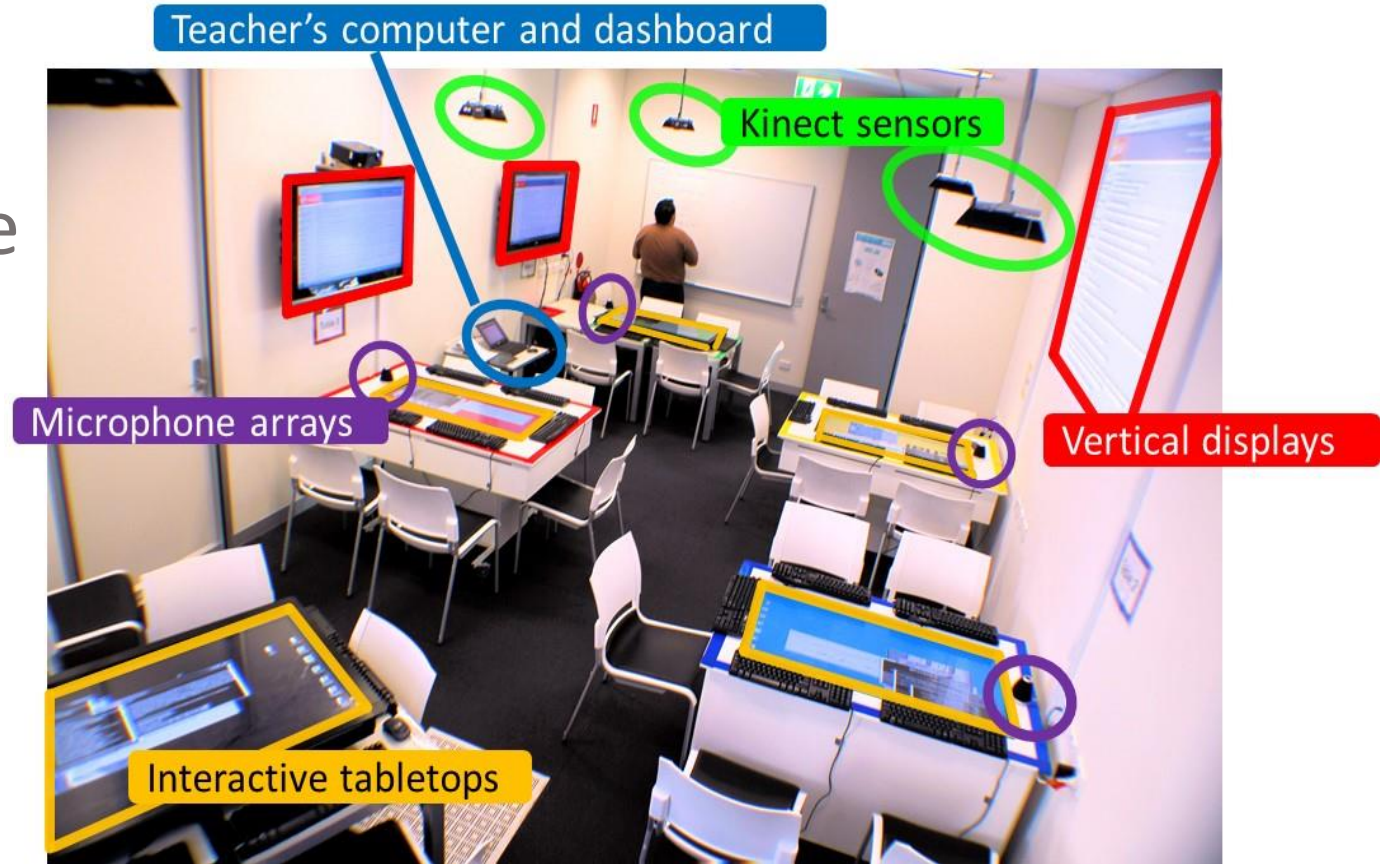 Teacher's computer and dashboard
Kinect sensors
e
Microphone arrays
Vertical displays
Interactive tabletops